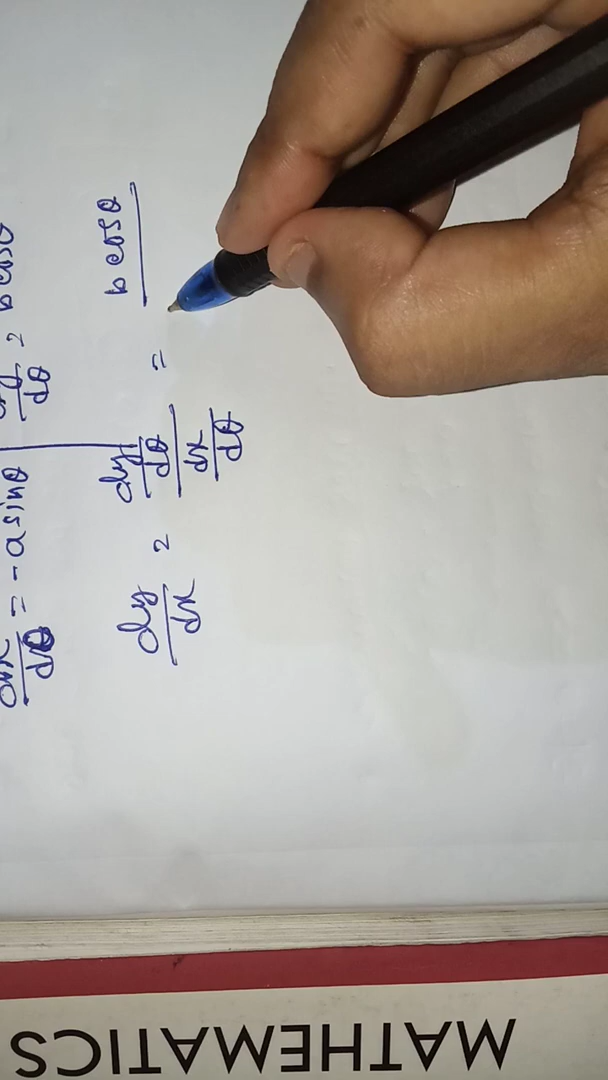 dx/dθ = -a sinθ | dy/dθ = b cosθ
dy/dx = (dy/dθ)/(dx/dθ) = b cosθ
MATHEMATICS